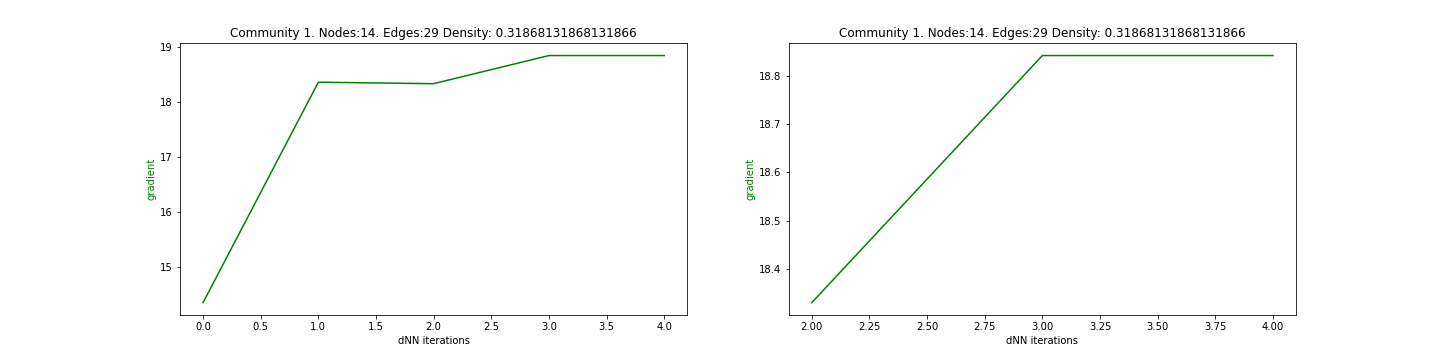 Community 1. Nodes:14. Edges:29 Density: 0.31868131868131866
19
18
17
16
15
gradient
0.0 0.5 1.0 1.5 2.0 2.5 3.0 3.5 4.0
dNN iterations
Community 1. Nodes:14. Edges:29 Density: 0.31868131868131866
18.8
18.7
18.6
18.5
18.4
gradient
2.00 2.25 2.50 2.75 3.00 3.25 3.50 3.75 4.00
dNN iterations